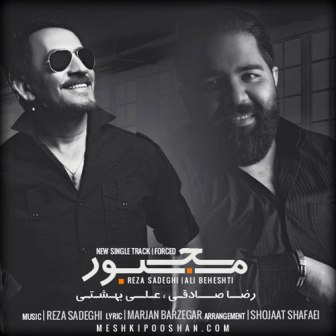 NEW SINGLE TRACK | FORCED
مجبور
REZA SADEGHI | ALI BEHESHTI
رضا صادقی ، علی بهشتی
MUSIC | REZA SADEGHI LYRIC | MARJAN BARZEGAR ARRANGEMENT | SHOJAAT SHAFAEI
MESHKIPOOSHAN.COM